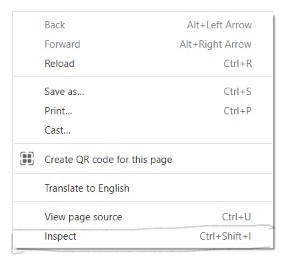 Back Alt+Left Arrow
Forward Alt+Right Arrow
Reload Ctrl+R
Save as... Ctrl+S
Print... Ctrl+P
Cast...
Create QR code for this page
Translate to English
View page source Ctrl+U
Inspect Ctrl+Shift+I